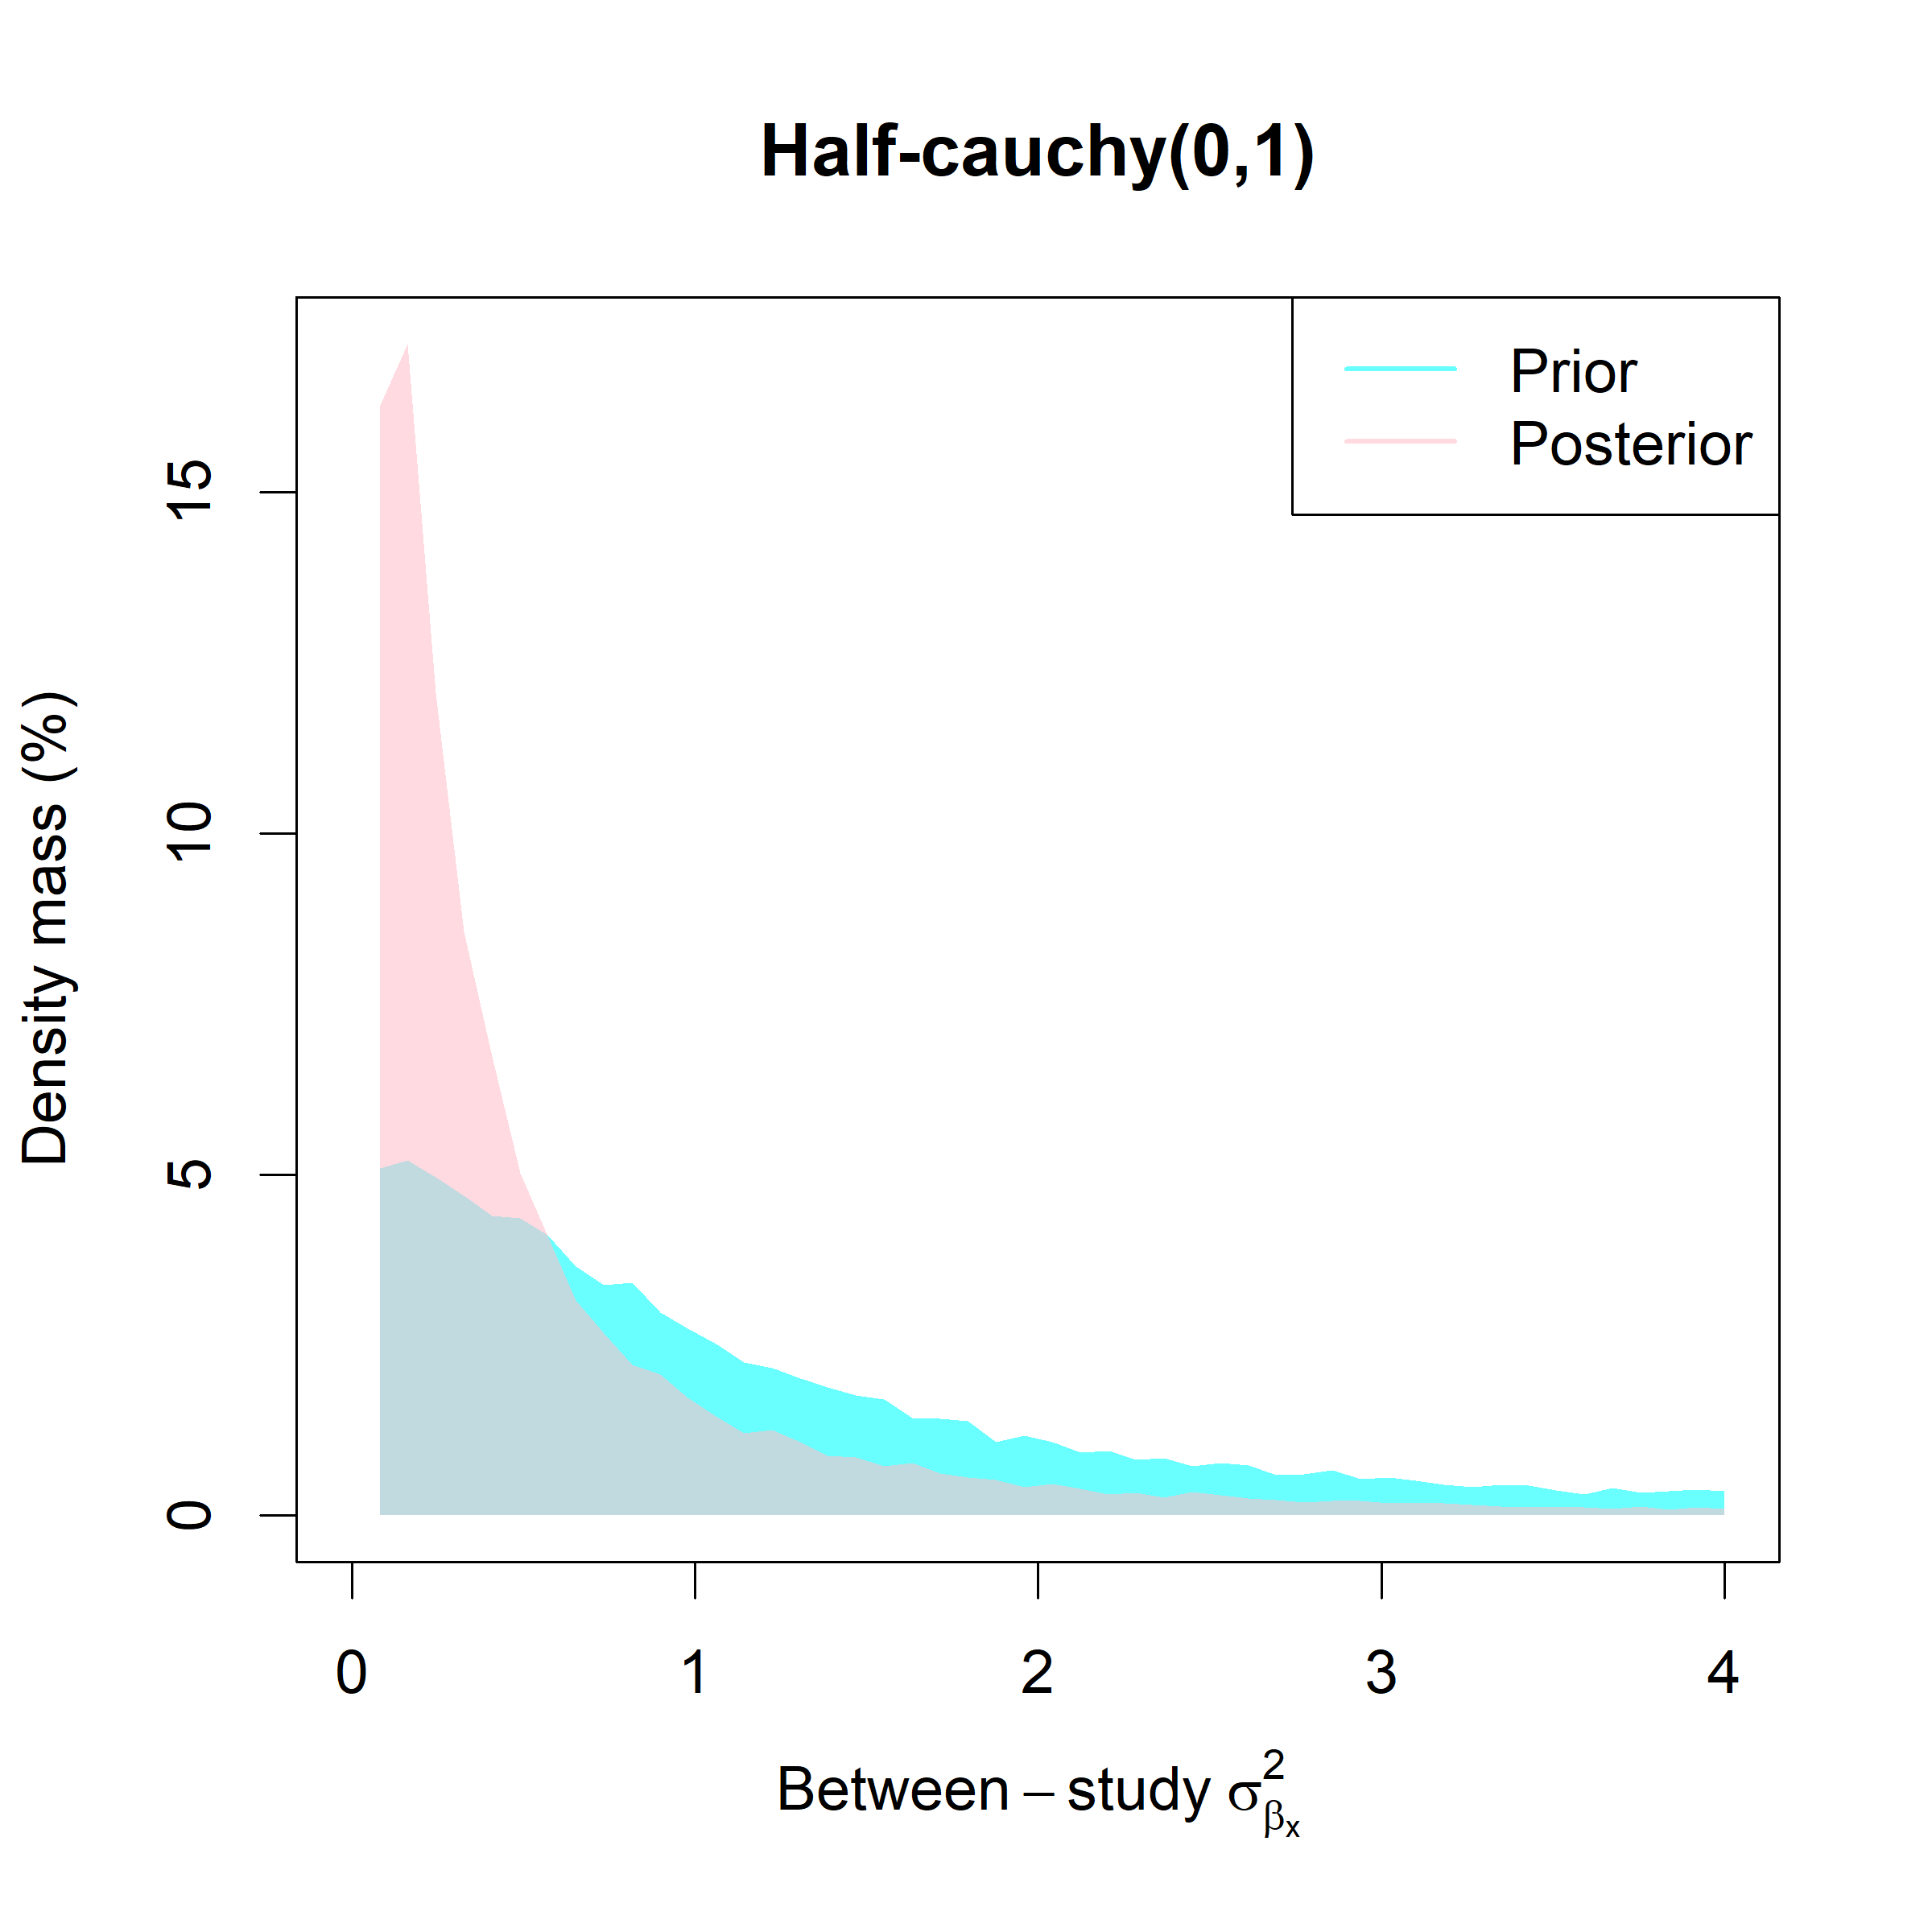 Half-cauchy(0,1)
Prior
Posterior
Density mass (%)
15
10
5
0
0 1 2 3 4
Between – study σ²βx